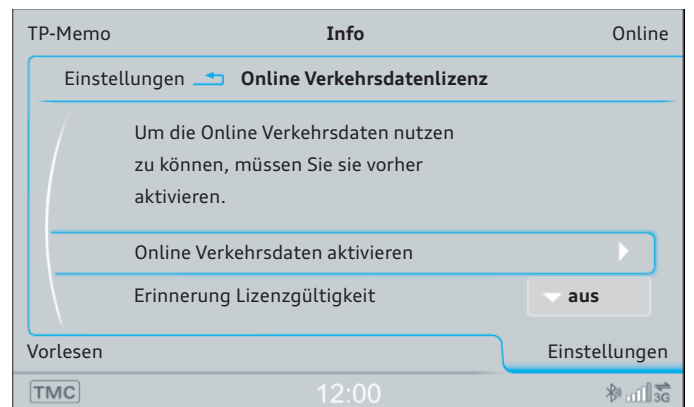 TP-Memo Info Online
Einstellungen Online Verkehrsdatenlizenz
Um die Online Verkehrsdaten nutzen
zu können, müssen Sie sie vorher
aktivieren.
Online Verkehrsdaten aktivieren
Erinnerung Lizenzgültigkeit aus
Vorlesen Einstellungen
TMC 12:00 3G